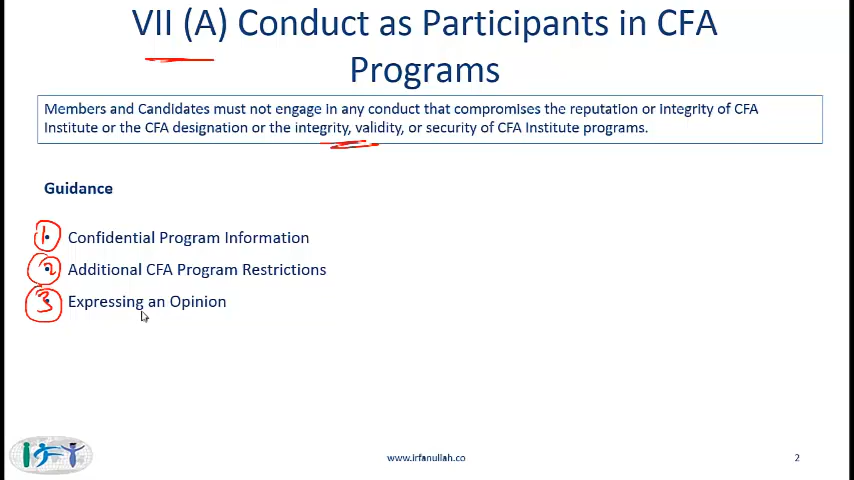 VII (A) Conduct as Participants in CFA
Programs
Members and Candidates must not engage in any conduct that compromises the reputation or integrity of CFA
Institute or the CFA designation or the integrity, validity, or security of CFA Institute programs.
Guidance
1 Confidential Program Information
2 Additional CFA Program Restrictions
3 Expressing an Opinion
IFT
www.irfanullah.co
2